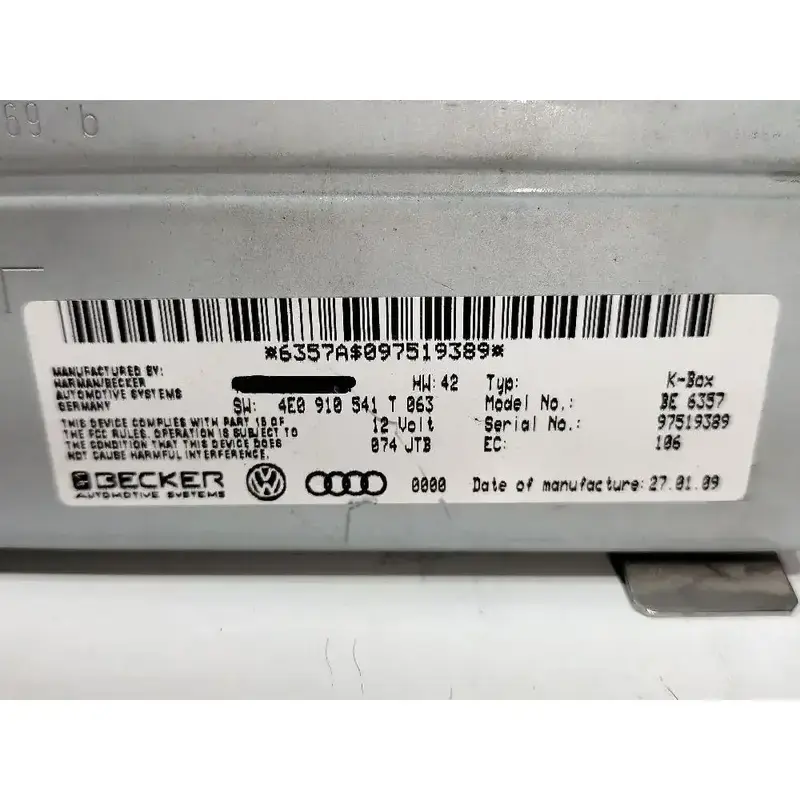 69 b
*6357A$097519389*
MANUFACTURED BY:
HARMAN/BECKER
AUTOMOTIVE SYSTEMS
GERMANY
THIS DEVICE COMPLIES WITH PART 15 OF
THE FCC RULES. OPERATION IS SUBJECT TO
THE CONDITION THAT THIS DEVICE DOES
NOT CAUSE HARMFUL INTERFERENCE.
HW: 42
SW: 4E0 910 541 T 063
12 Volt
074 JTB
Typ: K-Box
Model No.: BE 6357
Serial No.: 97519389
EC: 106
BECKER
AUTOMOTIVE SYSTEMS
0000 Date of manufacture: 27.01.09